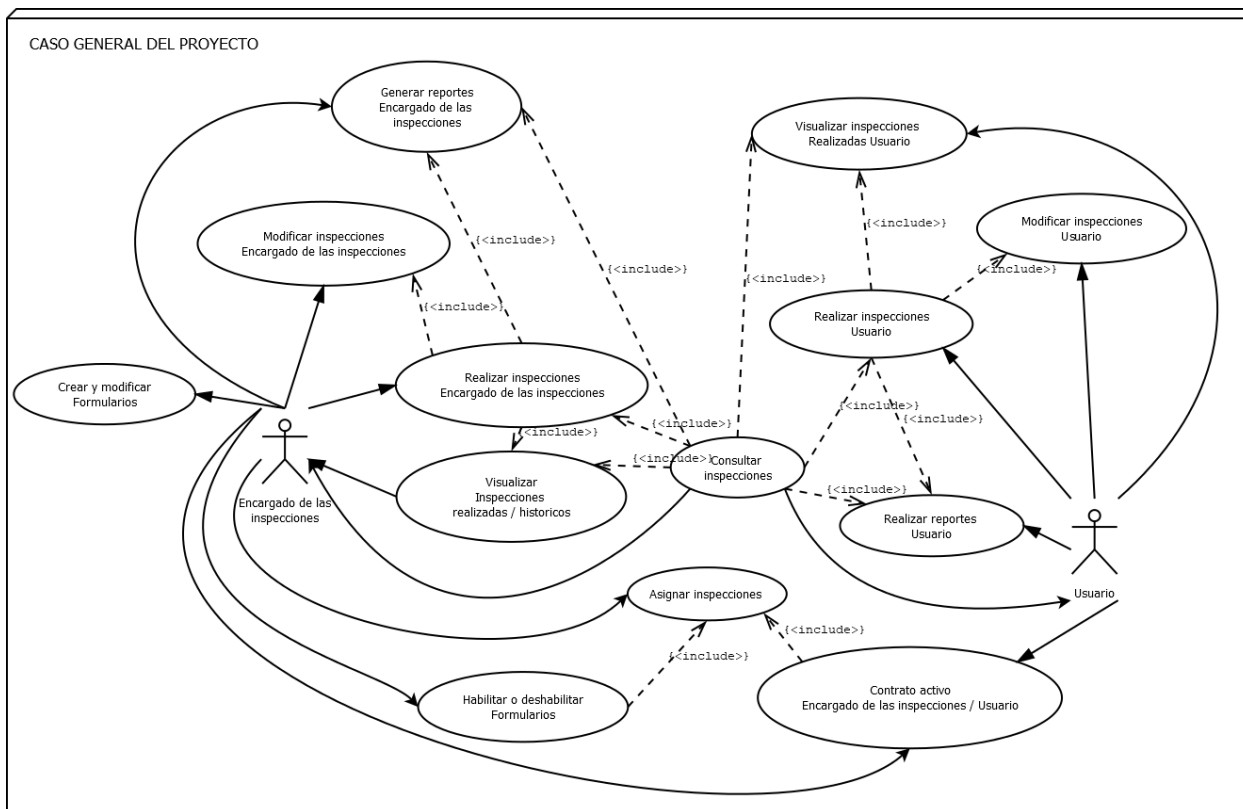 CASO GENERAL DEL PROYECTO
Generar reportes
Encargado de las
inspecciones
Visualizar inspecciones
Realizadas Usuario
Modificar inspecciones
Encargado de las inspecciones
Modificar inspecciones
Usuario
{<include>}
{<include>}
{<include>}
{<include>}
{<include>}
{<include>}
Realizar inspecciones
Usuario
Crear y modificar
Formularios
Realizar inspecciones
Encargado de las inspecciones
{<include>}
{<include>}
{<include>}
{<include>}
{<include>}
Consultar
inspecciones
Visualizar
Inspecciones
realizadas / historicos
{<include>}
Encargado de las
inspecciones
Realizar reportes
Usuario
Usuario
Asignar inspecciones
{<include>}
{<include>}
Habilitar o deshabilitar
Formularios
Contrato activo
Encargado de las inspecciones / Usuario